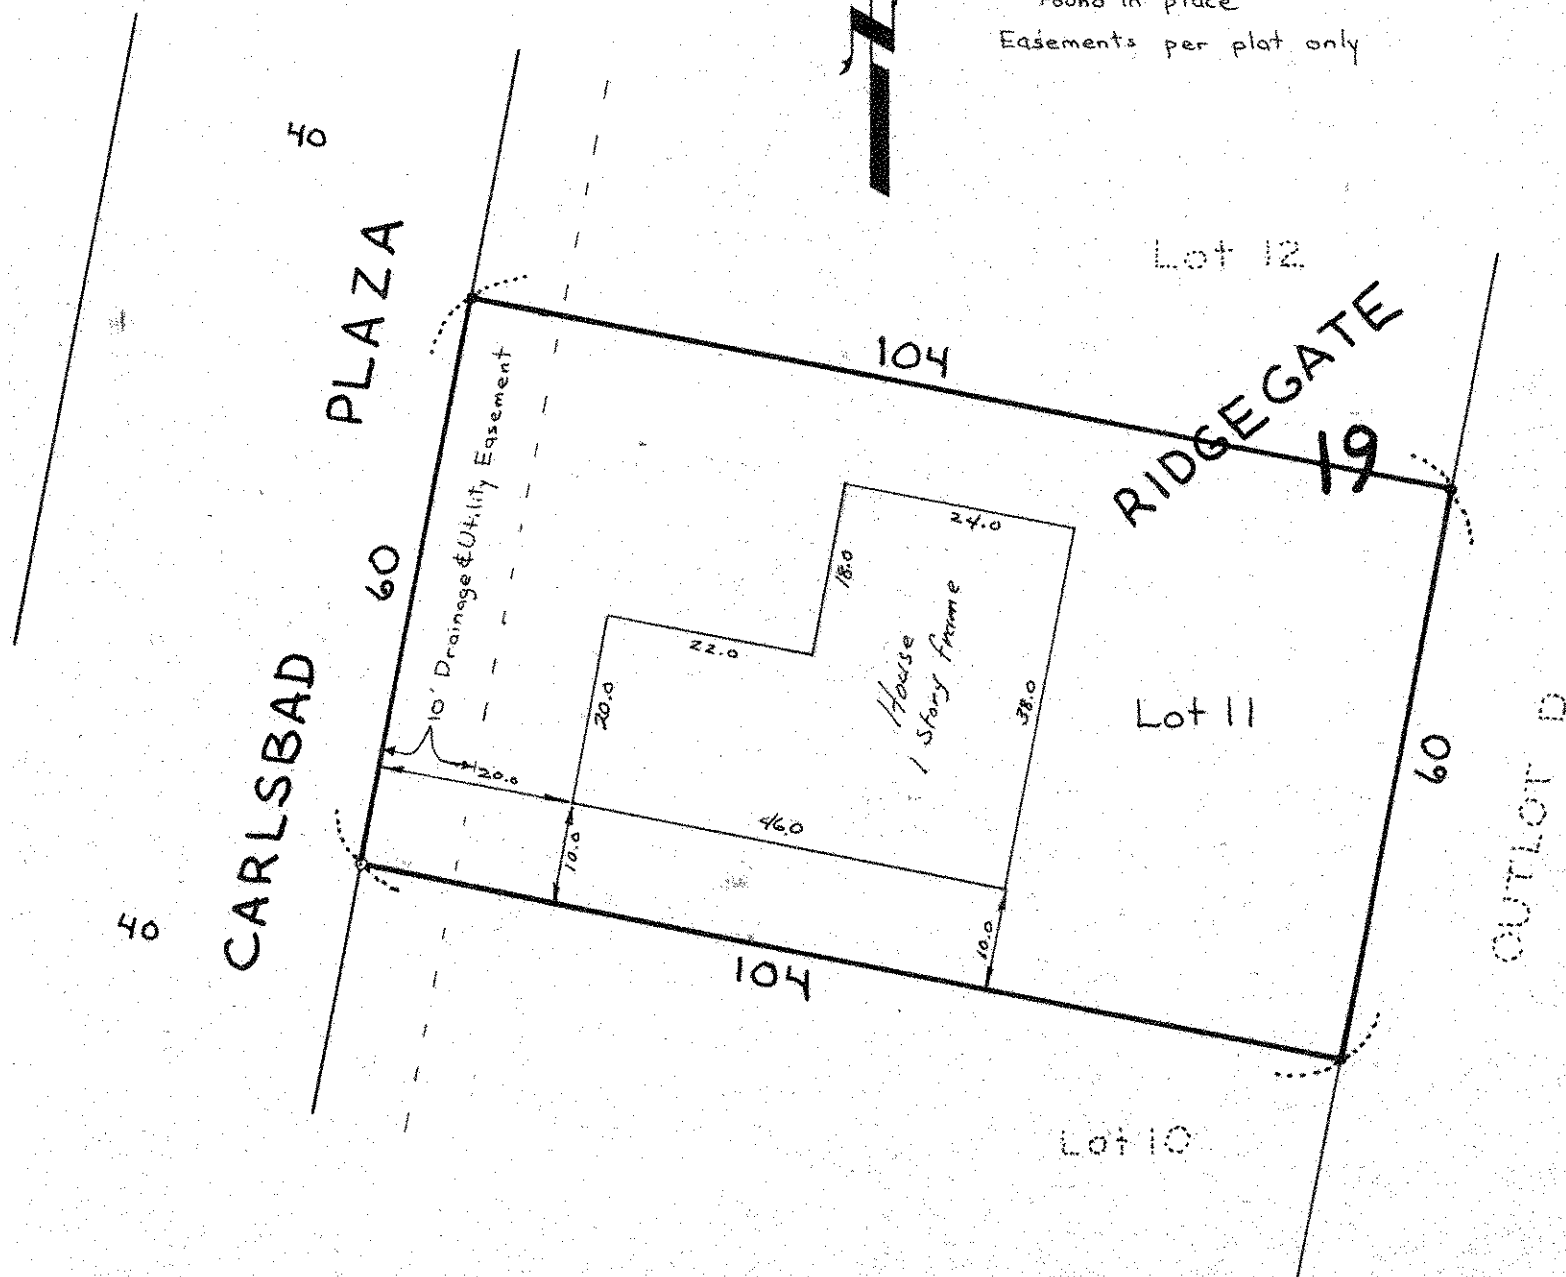 found in place
Easements per plat only
40
PLAZA
Lot 12
104
RIDGEGATE
19
10' Drainage & Utility Easement
60
24.0
18.0
22.0
House
1 Story frame
20.0
38.0
Lot 11
CARLSBAD
20.0
46.0
10.0
60
OUTLOT D
40
104
10.0
Lot 10